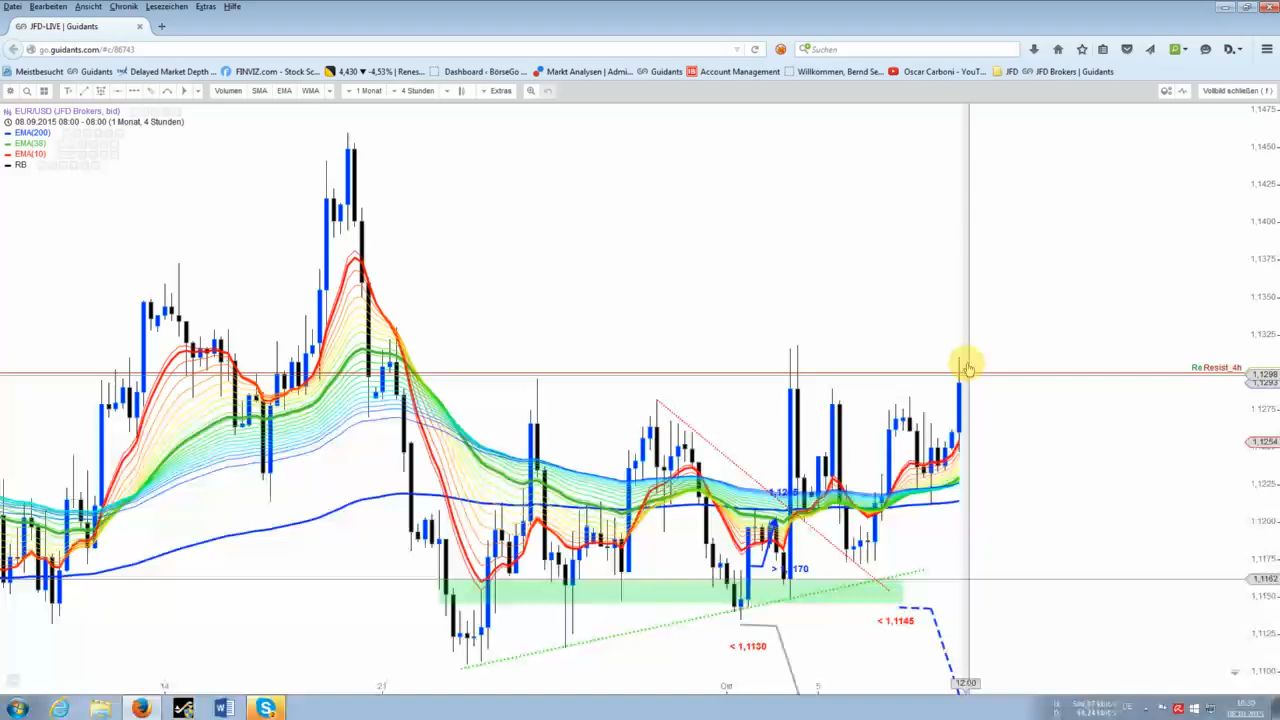 Datei Bearbeiten Ansicht Chronik Lesezeichen Extras Hilfe
JFD-LIVE | Guidants
go.guidants.com/#c/86743
Suchen
Meistbesucht Guidants Delayed Market Depth ... FINVIZ.com - Stock Sc... 4,430 ▾ -4,53% | Renes... Dashboard ‹ BörseGo ... Markt Analysen | Admi... Guidants Account Management Willkommen, Bernd Se... Oscar Carboni - YouT... JFD JFD Brokers | Guidants
Volumen SMA EMA WMA 1 Monat 4 Stunden Extras Vollbild schließen ( f )
EUR/USD (JFD Brokers, bid)
08.09.2015 08:00 - 08:00 (1 Monat, 4 Stunden)
EMA(200)
EMA(38)
EMA(10)
RB
1,1475
1,1450
1,1425
1,1400
1,1375
1,1350
1,1325
Resist_4h
1,1298
1,1293
1,1275
1,1254
1,1225
1,1200
1,1175
1,1162
1,1150
1,1125
1,1100
< 1,1145
< 1,1130
14 21 5
12:00
DE